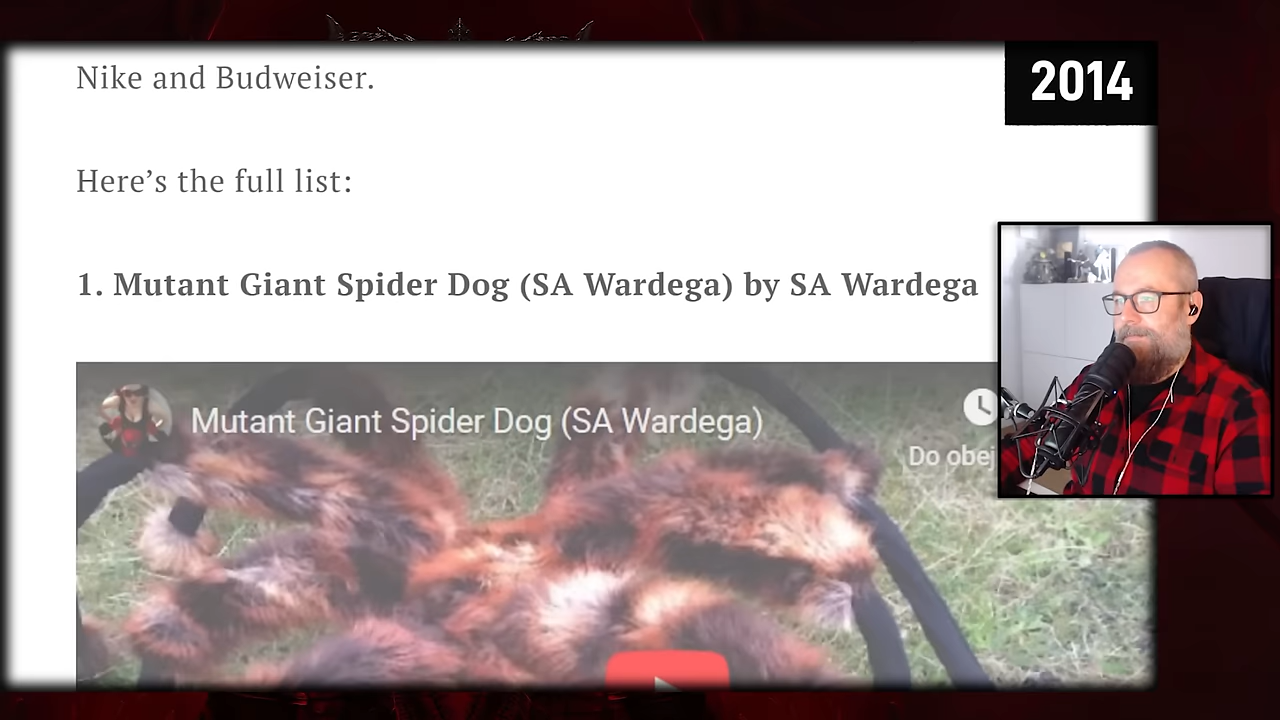 Nike and Budweiser.
2014
Here’s the full list:
1. Mutant Giant Spider Dog (SA Wardega) by SA Wardega
Mutant Giant Spider Dog (SA Wardega)
Do obej